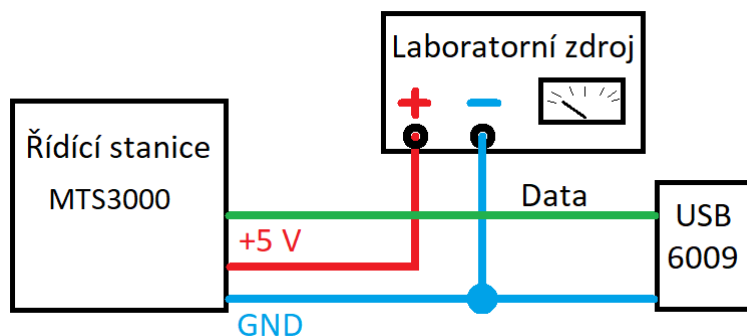 Laboratorní zdroj
+ −
Řídící stanice
MTS3000
Data
+5 V
GND
USB
6009